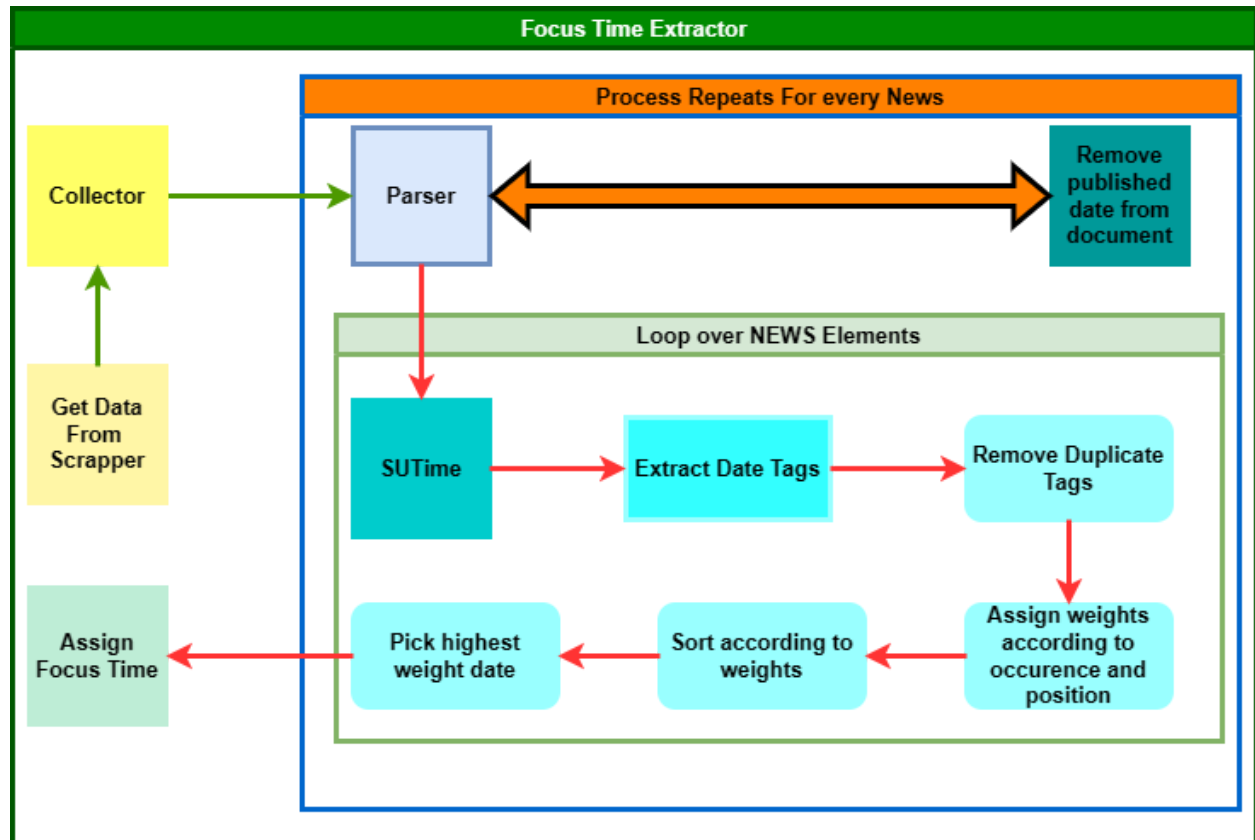 Focus Time Extractor
Process Repeats For every News
Collector
Parser
Remove
published
date from
document
Loop over NEWS Elements
Get Data
From
Scrapper
SUTime
Extract Date Tags
Remove Duplicate
Tags
Assign
Focus Time
Pick highest
weight date
Sort according to
weights
Assign weights
according to
occurence and
position